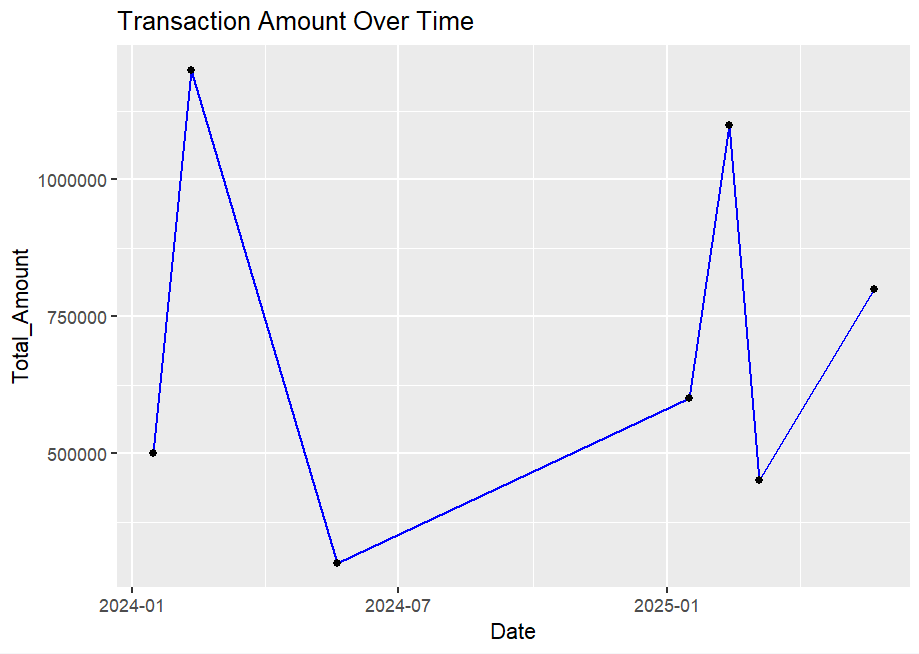 Transaction Amount Over Time
1000000
750000
500000
Total_Amount
2024-01
2024-07
2025-01
Date